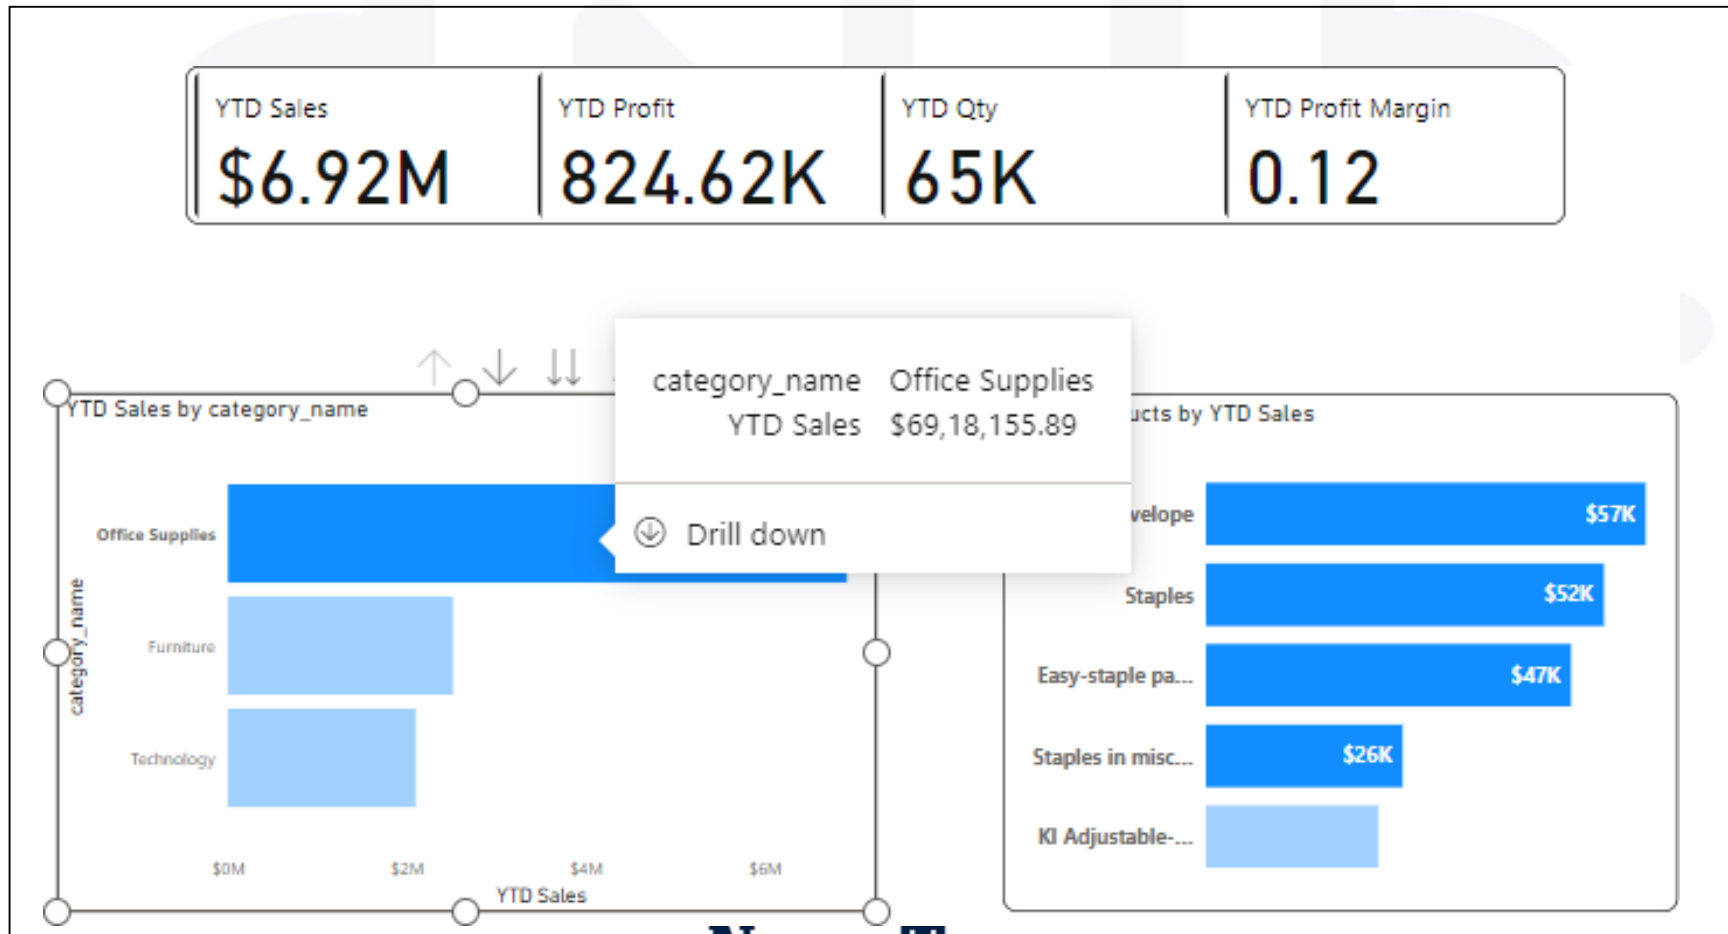 YTD Sales
$6.92M
YTD Profit
824.62K
YTD Qty
65K
YTD Profit Margin
0.12
YTD Sales by category_name
category_name Office Supplies
YTD Sales $69,18,155.89
Drill down
category_name
Office Supplies
Furniture
Technology
$0M $2M $4M $6M
YTD Sales
ucts by YTD Sales
velope $57K
Staples $52K
Easy-staple pa... $47K
Staples in misc... $26K
KI Adjustable-...